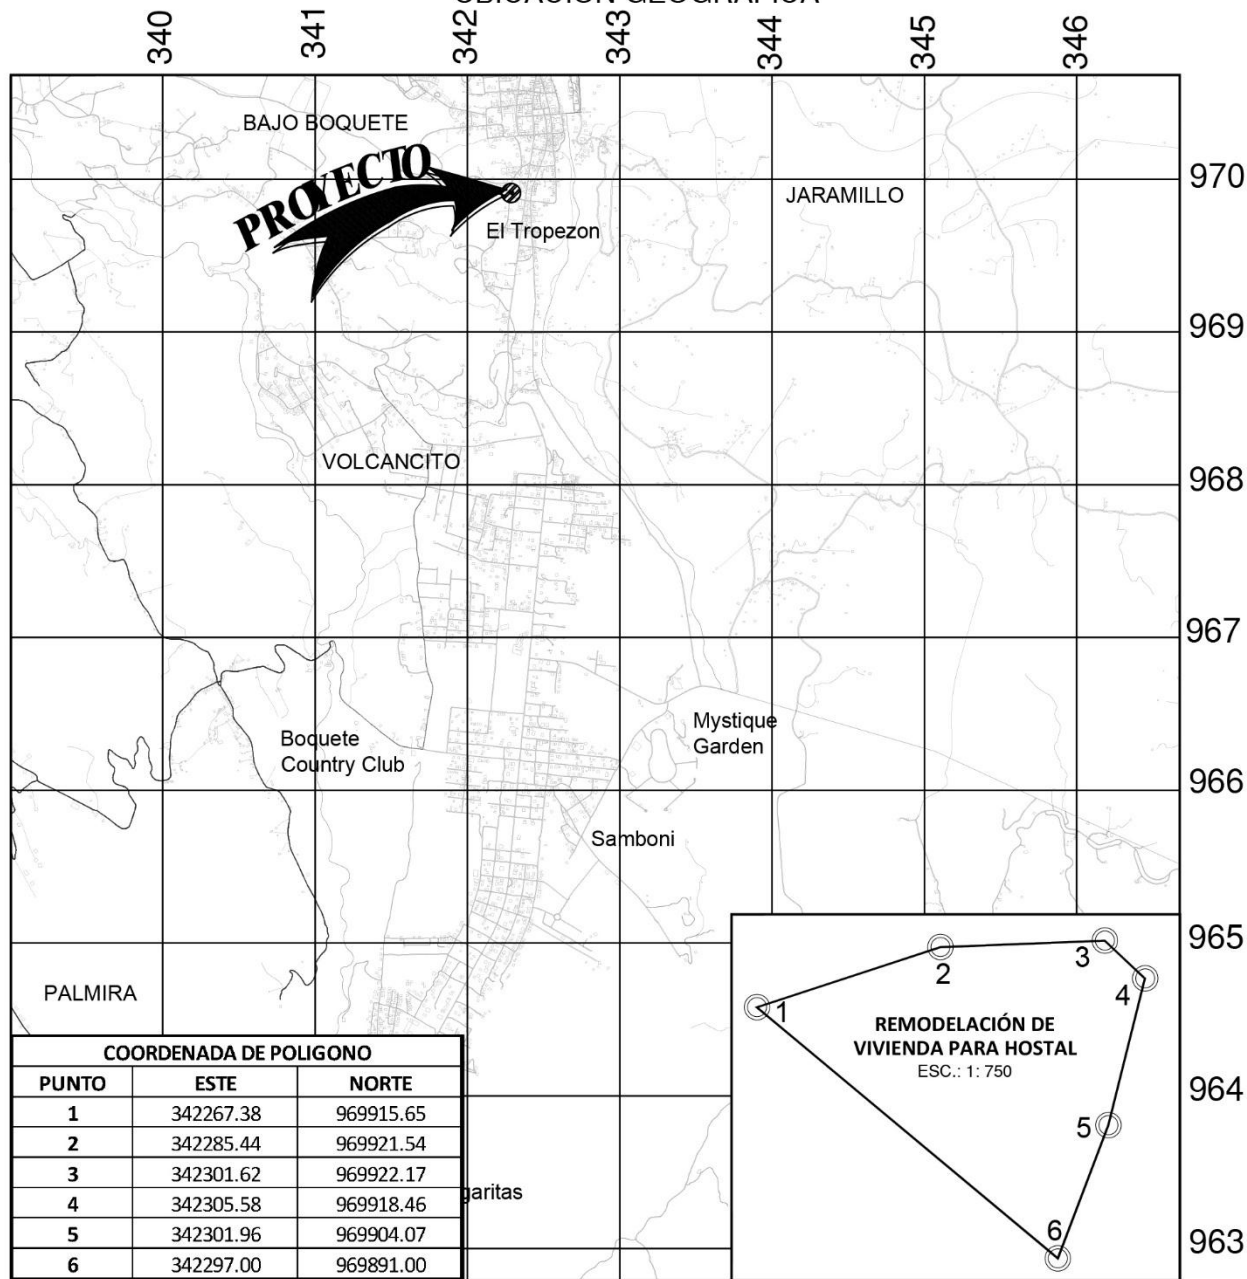 UBICACIÓN GEOGRÁFICA
340 341 342 343 344 345 346
BAJO BOQUETE
PROYECTO
970
JARAMILLO
El Tropezon
969
VOLCANCITO
968
967
Mystique
Garden
Boquete
Country Club
966
Samboni
965
PALMIRA
964
garitas
963
COORDENADA DE POLIGONO
PUNTO ESTE NORTE
1 342267.38 969915.65
2 342285.44 969921.54
3 342301.62 969922.17
4 342305.58 969918.46
5 342301.96 969904.07
6 342297.00 969891.00
1
2
3
4
5
6
REMODELACIÓN DE
VIVIENDA PARA HOSTAL
ESC.: 1: 750